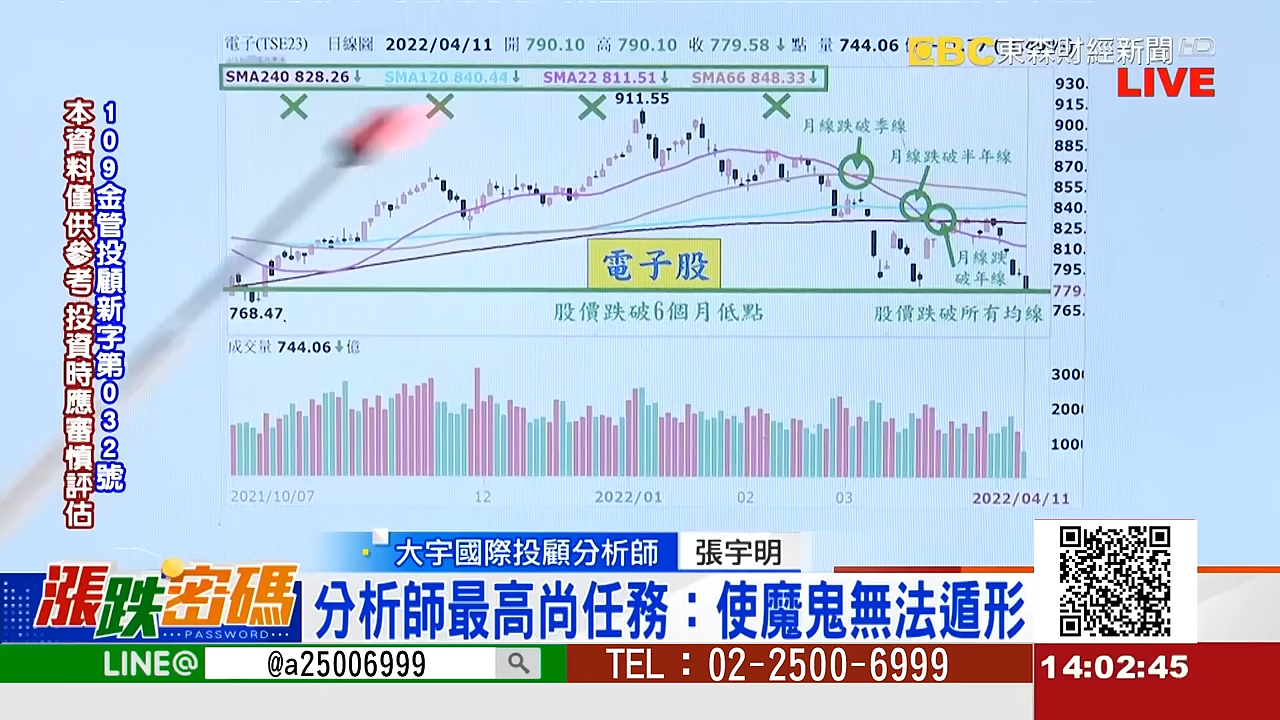 電子(TSE23) 日線圖 2022/04/11 開 790.10 高 790.10 收 779.58↓點 量 744.06
EBC 東森財經新聞 HD
LIVE
SMA240 828.26↓ SMA120 840.44↓ SMA22 811.51↓ SMA66 848.33↓
911.55
月線跌破季線
月線跌破半年線
月線跌
破年線
930.
915.
900.
885.
870.
855.
840.
825.
810.
795.
779.
765.
電子股
768.47
股價跌破6個月低點
股價跌破所有均線
成交量 744.06↓億
3000
2000
1000
2021/10/07 12 2022/01 02 03 2022/04/11
109金管投顧新字第032號
本資料僅供參考 投資時應審慎評估
大宇國際投顧分析師 張宇明
漲跌密碼
PASSWORD
分析師最高尚任務:使魔鬼無法遁形
LINE@ @a25006999 TEL:02-2500-6999
14:02:45